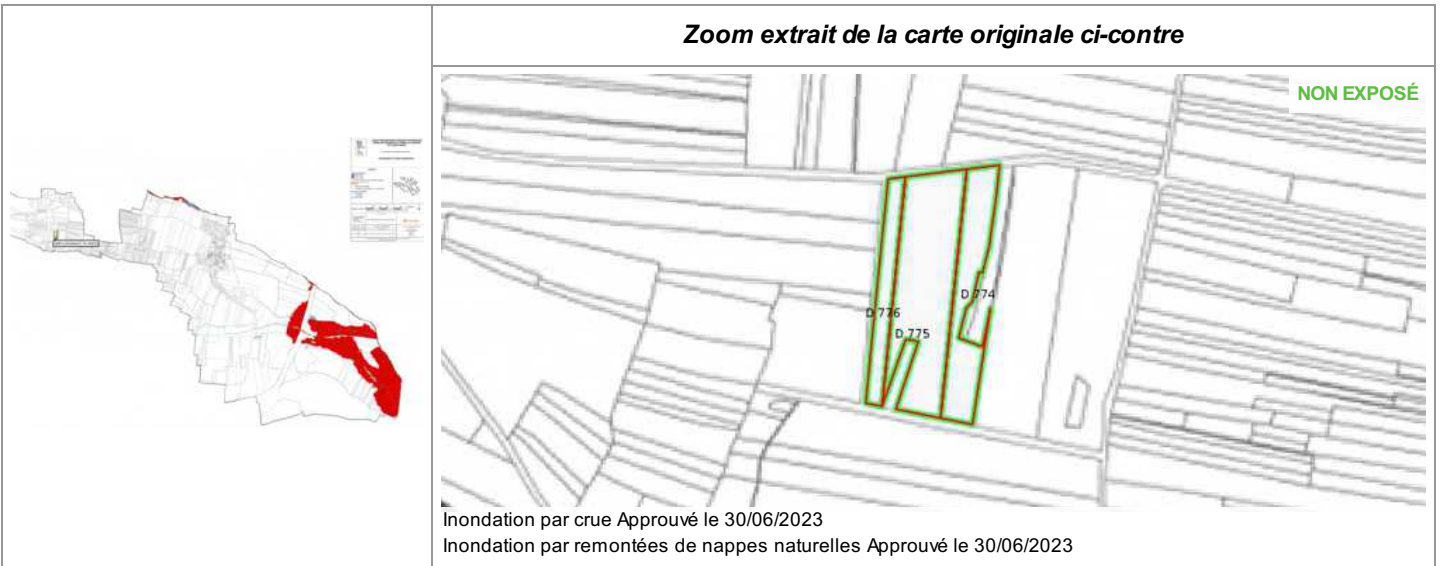 Zoom extrait de la carte originale ci-contre
NON EXPOSÉ
D 774
D 776
D 775
Inondation par crue Approuvé le 30/06/2023
Inondation par remontées de nappes naturelles Approuvé le 30/06/2023